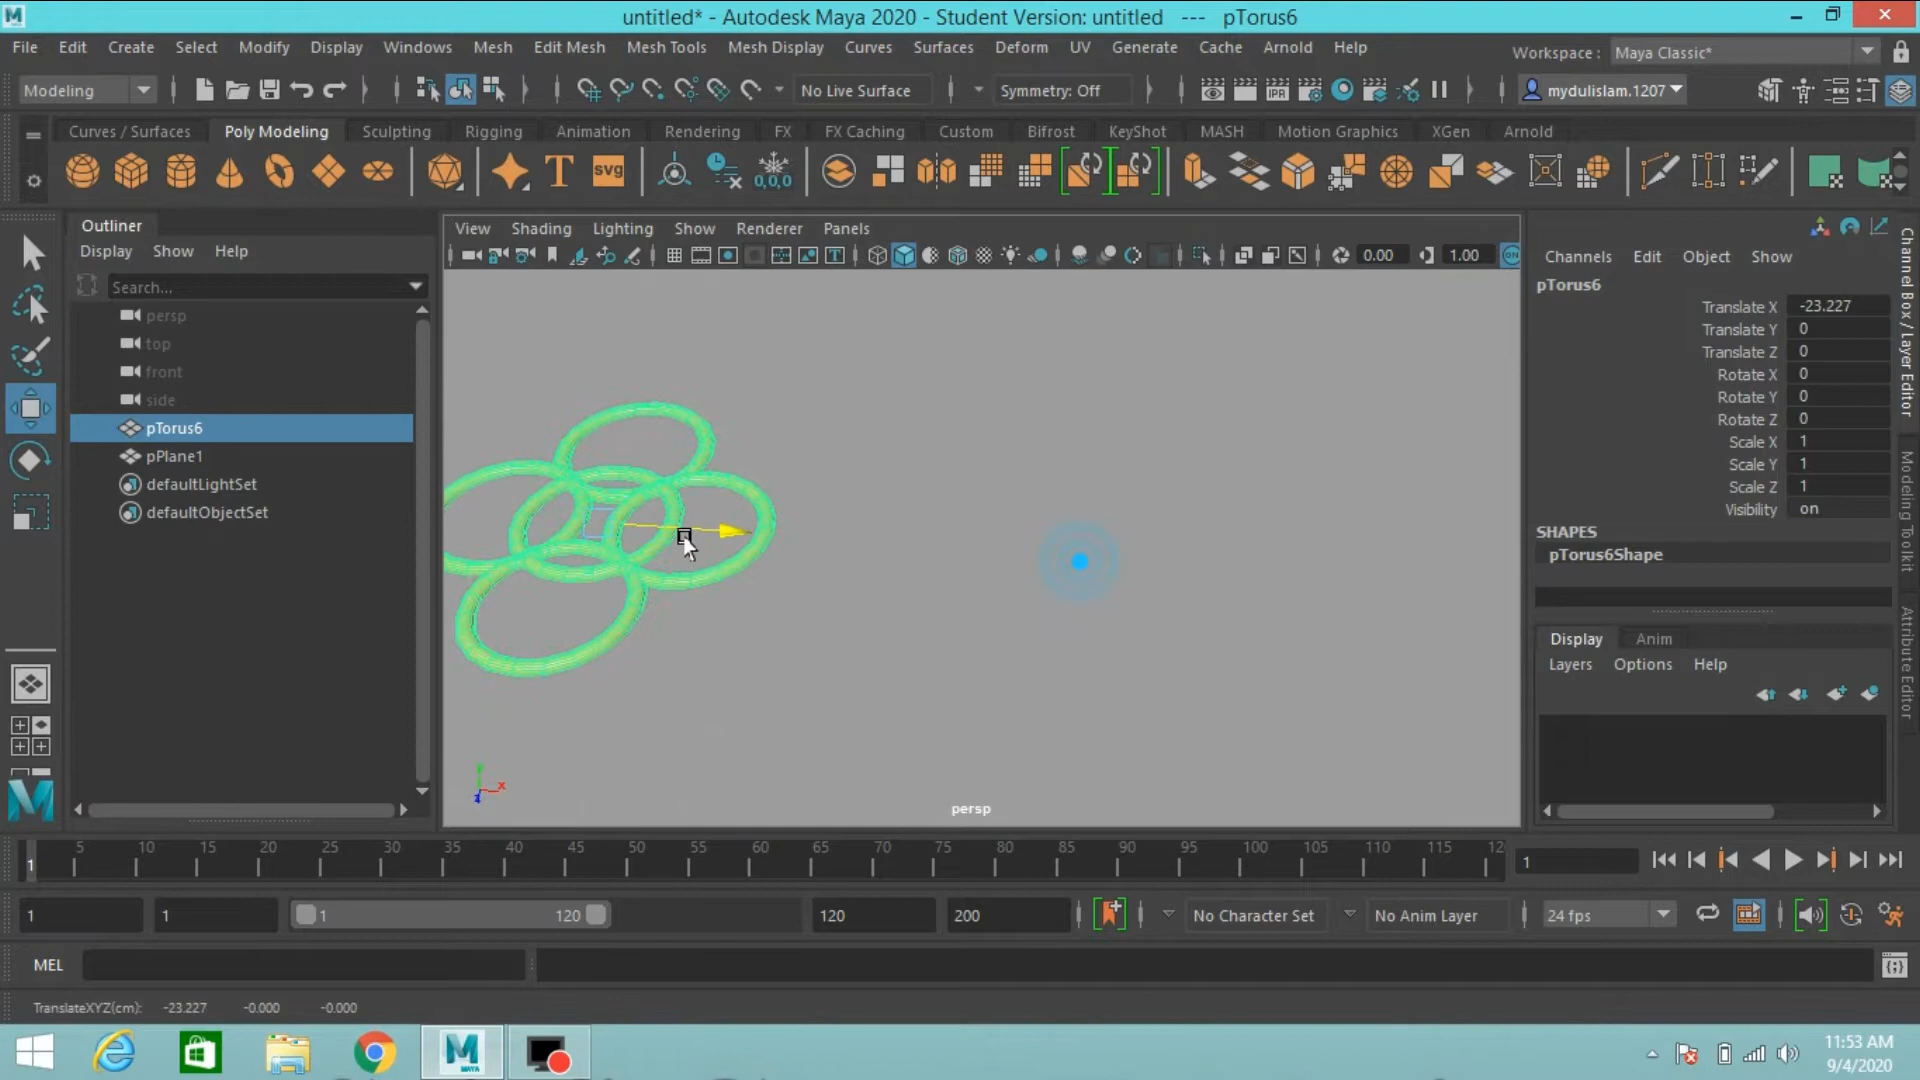 untitled* - Autodesk Maya 2020 - Student Version: untitled --- pTorus6
File Edit Create Select Modify Display Windows Mesh Edit Mesh Mesh Tools Mesh Display Curves Surfaces Deform UV Generate Cache Arnold Help
Workspace : Maya Classic*
Modeling No Live Surface Symmetry: Off mydulislam.1207
Curves / Surfaces Poly Modeling Sculpting Rigging Animation Rendering FX FX Caching Custom Bifrost KeyShot MASH Motion Graphics XGen Arnold
IPR
T svg 0,0,0
Outliner
Display Show Help
Search...
persp
top
front
side
pTorus6
pPlane1
defaultLightSet
defaultObjectSet
View Shading Lighting Show Renderer Panels
0.00 1.00 ON
x
persp
Channels Edit Object Show
pTorus6
Translate X -23.227
Translate Y 0
Translate Z 0
Rotate X 0
Rotate Y 0
Rotate Z 0
Scale X 1
Scale Y 1
Scale Z 1
Visibility on
SHAPES
pTorus6Shape
Display Anim
Layers Options Help
Channel Box / Layer Editor
Modeling Toolkit
Attribute Editor
1 5 10 15 20 25 30 35 40 45 50 55 60 65 70 75 80 85 90 95 100 105 110 115 12
1
1 1 1 120 120 200 No Character Set No Anim Layer 24 fps
MEL
TranslateXYZ(cm): -23.227 -0.000 -0.000
MAYA
11:53 AM
9/4/2020